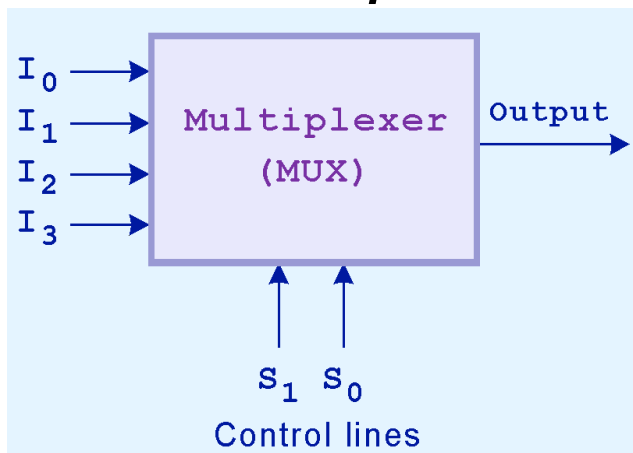 I0
I1
I2
I3
Multiplexer
(MUX)
Output
S1 S0
Control lines